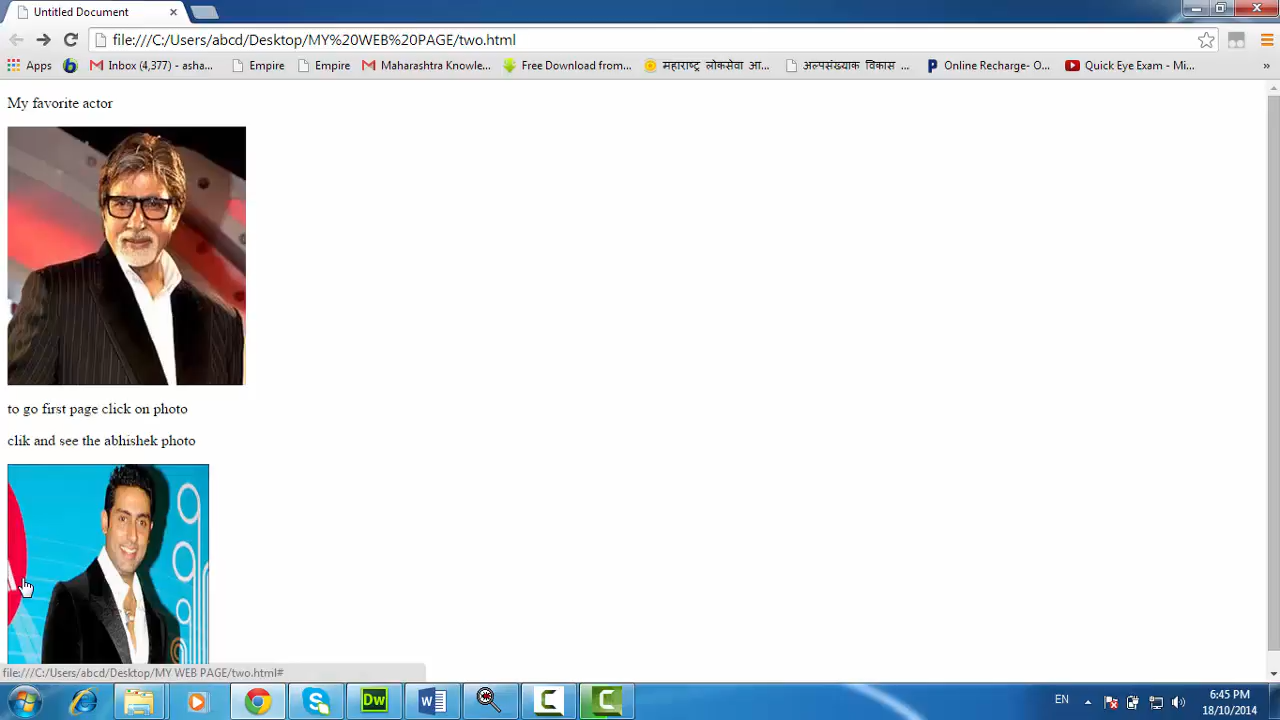 Untitled Document
file:///C:/Users/abcd/Desktop/MY%20WEB%20PAGE/two.html
Apps Inbox (4,377) - asha... Empire Empire Maharashtra Knowle... Free Download from... महाराष्ट्र लोकसेवा आ... अल्पसंख्याक विकास ... Online Recharge- O... Quick Eye Exam - Mi... »
My favorite actor
to go first page click on photo
clik and see the abhishek photo
file:///C:/Users/abcd/Desktop/MY WEB PAGE/two.html#
Dw
EN
6:45 PM
18/10/2014